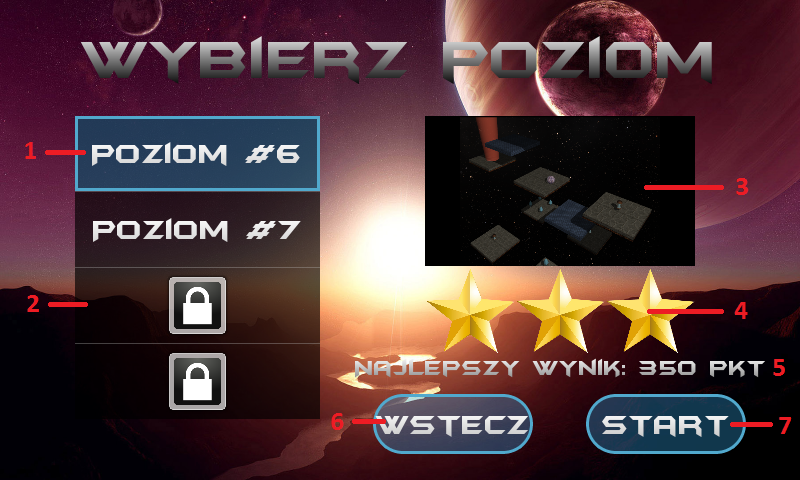 WYBIERZ POZIOM
1
POZIOM #6
3
POZIOM #7
2
4
NAJLEPSZY WYNIK: 350 PKT 5
6 WSTECZ
START 7